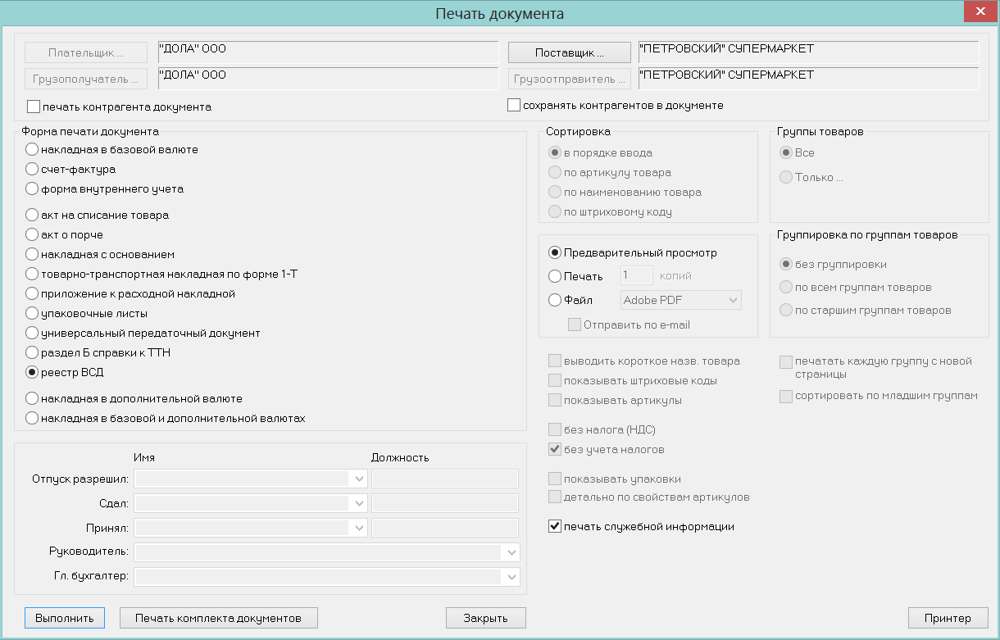 Печать документа
Плательщик ...
"ДОЛА" ООО
Поставщик ...
"ПЕТРОВСКИЙ" СУПЕРМАРКЕТ
Грузополучатель ...
"ДОЛА" ООО
Грузоотправитель ...
"ПЕТРОВСКИЙ" СУПЕРМАРКЕТ
печать контрагента документа
сохранять контрагентов в документе
Форма печати документа
накладная в базовой валюте
счет-фактура
форма внутреннего учета
акт на списание товара
акт о порче
накладная с основанием
товарно-транспортная накладная по форме 1-Т
приложение к расходной накладной
упаковочные листы
универсальный передаточный документ
раздел Б справки к ТТН
реестр ВСД
накладная в дополнительной валюте
накладная в базовой и дополнительной валютах
Сортировка
в порядке ввода
по артикулу товара
по наименованию товара
по штриховому коду
Группы товаров
Все
Только ...
Предварительный просмотр
Печать
1
копий
Файл
Adobe PDF
Отправить по e-mail
Группировка по группам товаров
без группировки
по всем группам товаров
по старшим группам товаров
выводить короткое назв. товара
показывать штриховые коды
показывать артикулы
без налога (НДС)
без учета налогов
показывать упаковки
детально по свойствам артикулов
печать служебной информации
печатать каждую группу с новой
страницы
сортировать по младшим группам
Имя
Должность
Отпуск разрешил:
Сдал:
Принял:
Руководитель:
Гл. бухгалтер:
Выполнить
Печать комплекта документов
Закрыть
Принтер